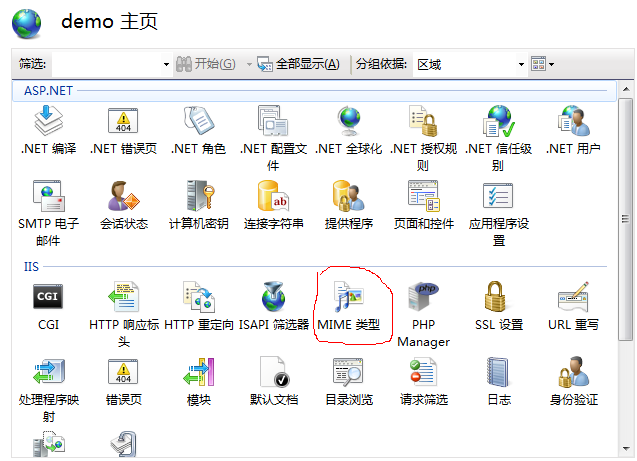 demo 主页
筛选: 开始(G) 全部显示(A) 分组依据: 区域
ASP.NET
.NET 编译 .NET 错误页 .NET 角色 .NET 配置文件 .NET 全球化 .NET 授权规则 .NET 信任级别 .NET 用户
404
SMTP 电子邮件 会话状态 计算机密钥 连接字符串 提供程序 页面和控件 应用程序设置
ab
IIS
CGI php
CGI HTTP 响应标头 HTTP 重定向 ISAPI 筛选器 MIME 类型 PHP Manager SSL 设置 URL 重写
404
处理程序映射 错误页 模块 默认文档 目录浏览 请求筛选 日志 身份验证